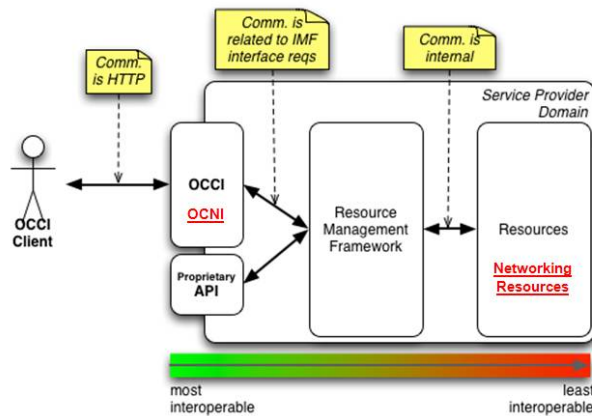 Comm.
is HTTP
Comm. is
related to IMF
interface reqs
Comm. is
internal
Service Provider
Domain
OCCI
Client
OCCI
OCNI
Proprietary
API
Resource
Management
Framework
Resources
Networking
Resources
most
interoperable
least
interoperable